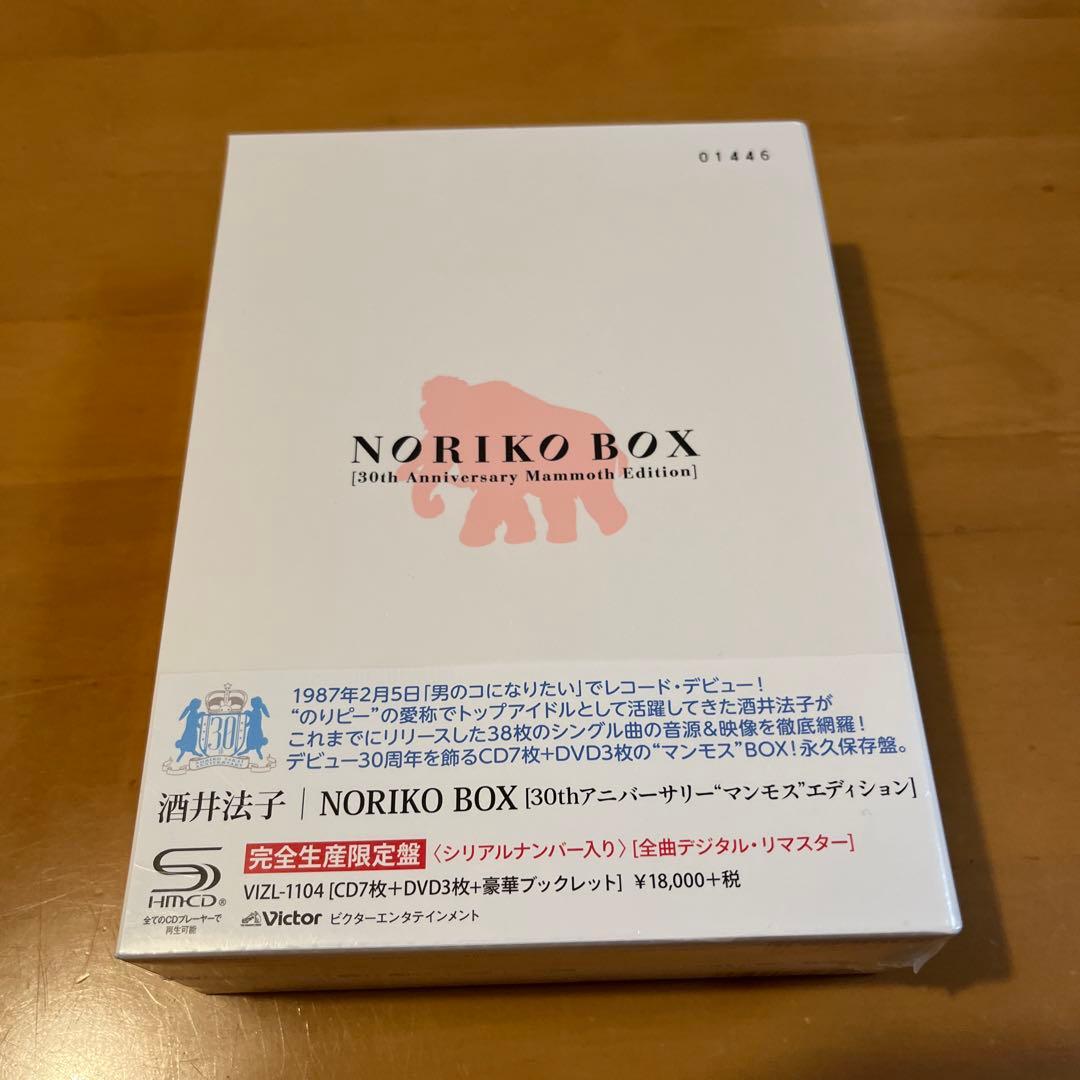 01446
NORIKO BOX
[30th Anniversary Mammoth Edition]
1987年2月5日「男のコになりたい」でレコード・デビュー!
“のりピー”の愛称でトップアイドルとして活躍してきた酒井法子が
これまでにリリースした38枚のシングル曲の音源&映像を徹底網羅!
デビュー30周年を飾るCD7枚+DVD3枚の“マンモス”BOX!永久保存盤。
30
酒井法子 | NORIKO BOX [30thアニバーサリー“マンモス”エディション]
完全生産限定盤 〈シリアルナンバー入り〉 [全曲デジタル・リマスター]
VIZL-1104 [CD7枚+DVD3枚+豪華ブックレット] ¥18,000+税
HM-CD®
全てのCDプレーヤーで
再生可能
Victor ビクターエンタテインメント